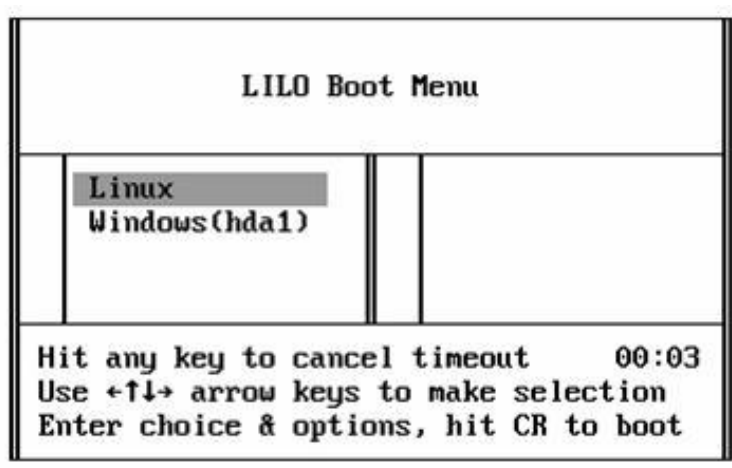 LILO Boot Menu
Linux
Windows(hda1)
Hit any key to cancel timeout 00:03
Use ←↑↓→ arrow keys to make selection
Enter choice & options, hit CR to boot